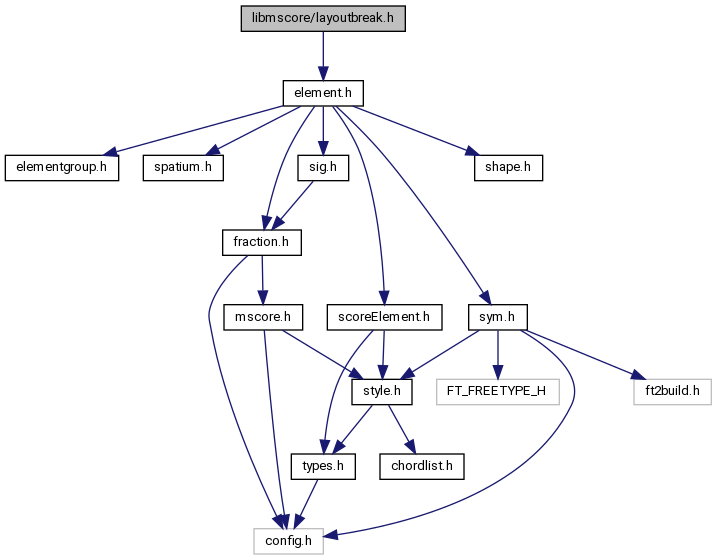 libmscore/layoutbreak.h
element.h
elementgroup.h
spatium.h
sig.h
shape.h
fraction.h
mscore.h
scoreElement.h
sym.h
style.h
FT_FREETYPE_H
ft2build.h
types.h
chordlist.h
config.h